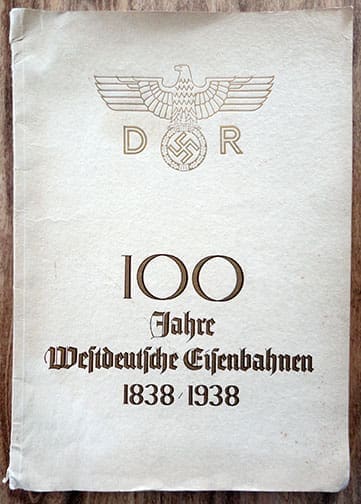 D R
100
Jahre
Westdeutsche Eisenbahnen
1838/1938